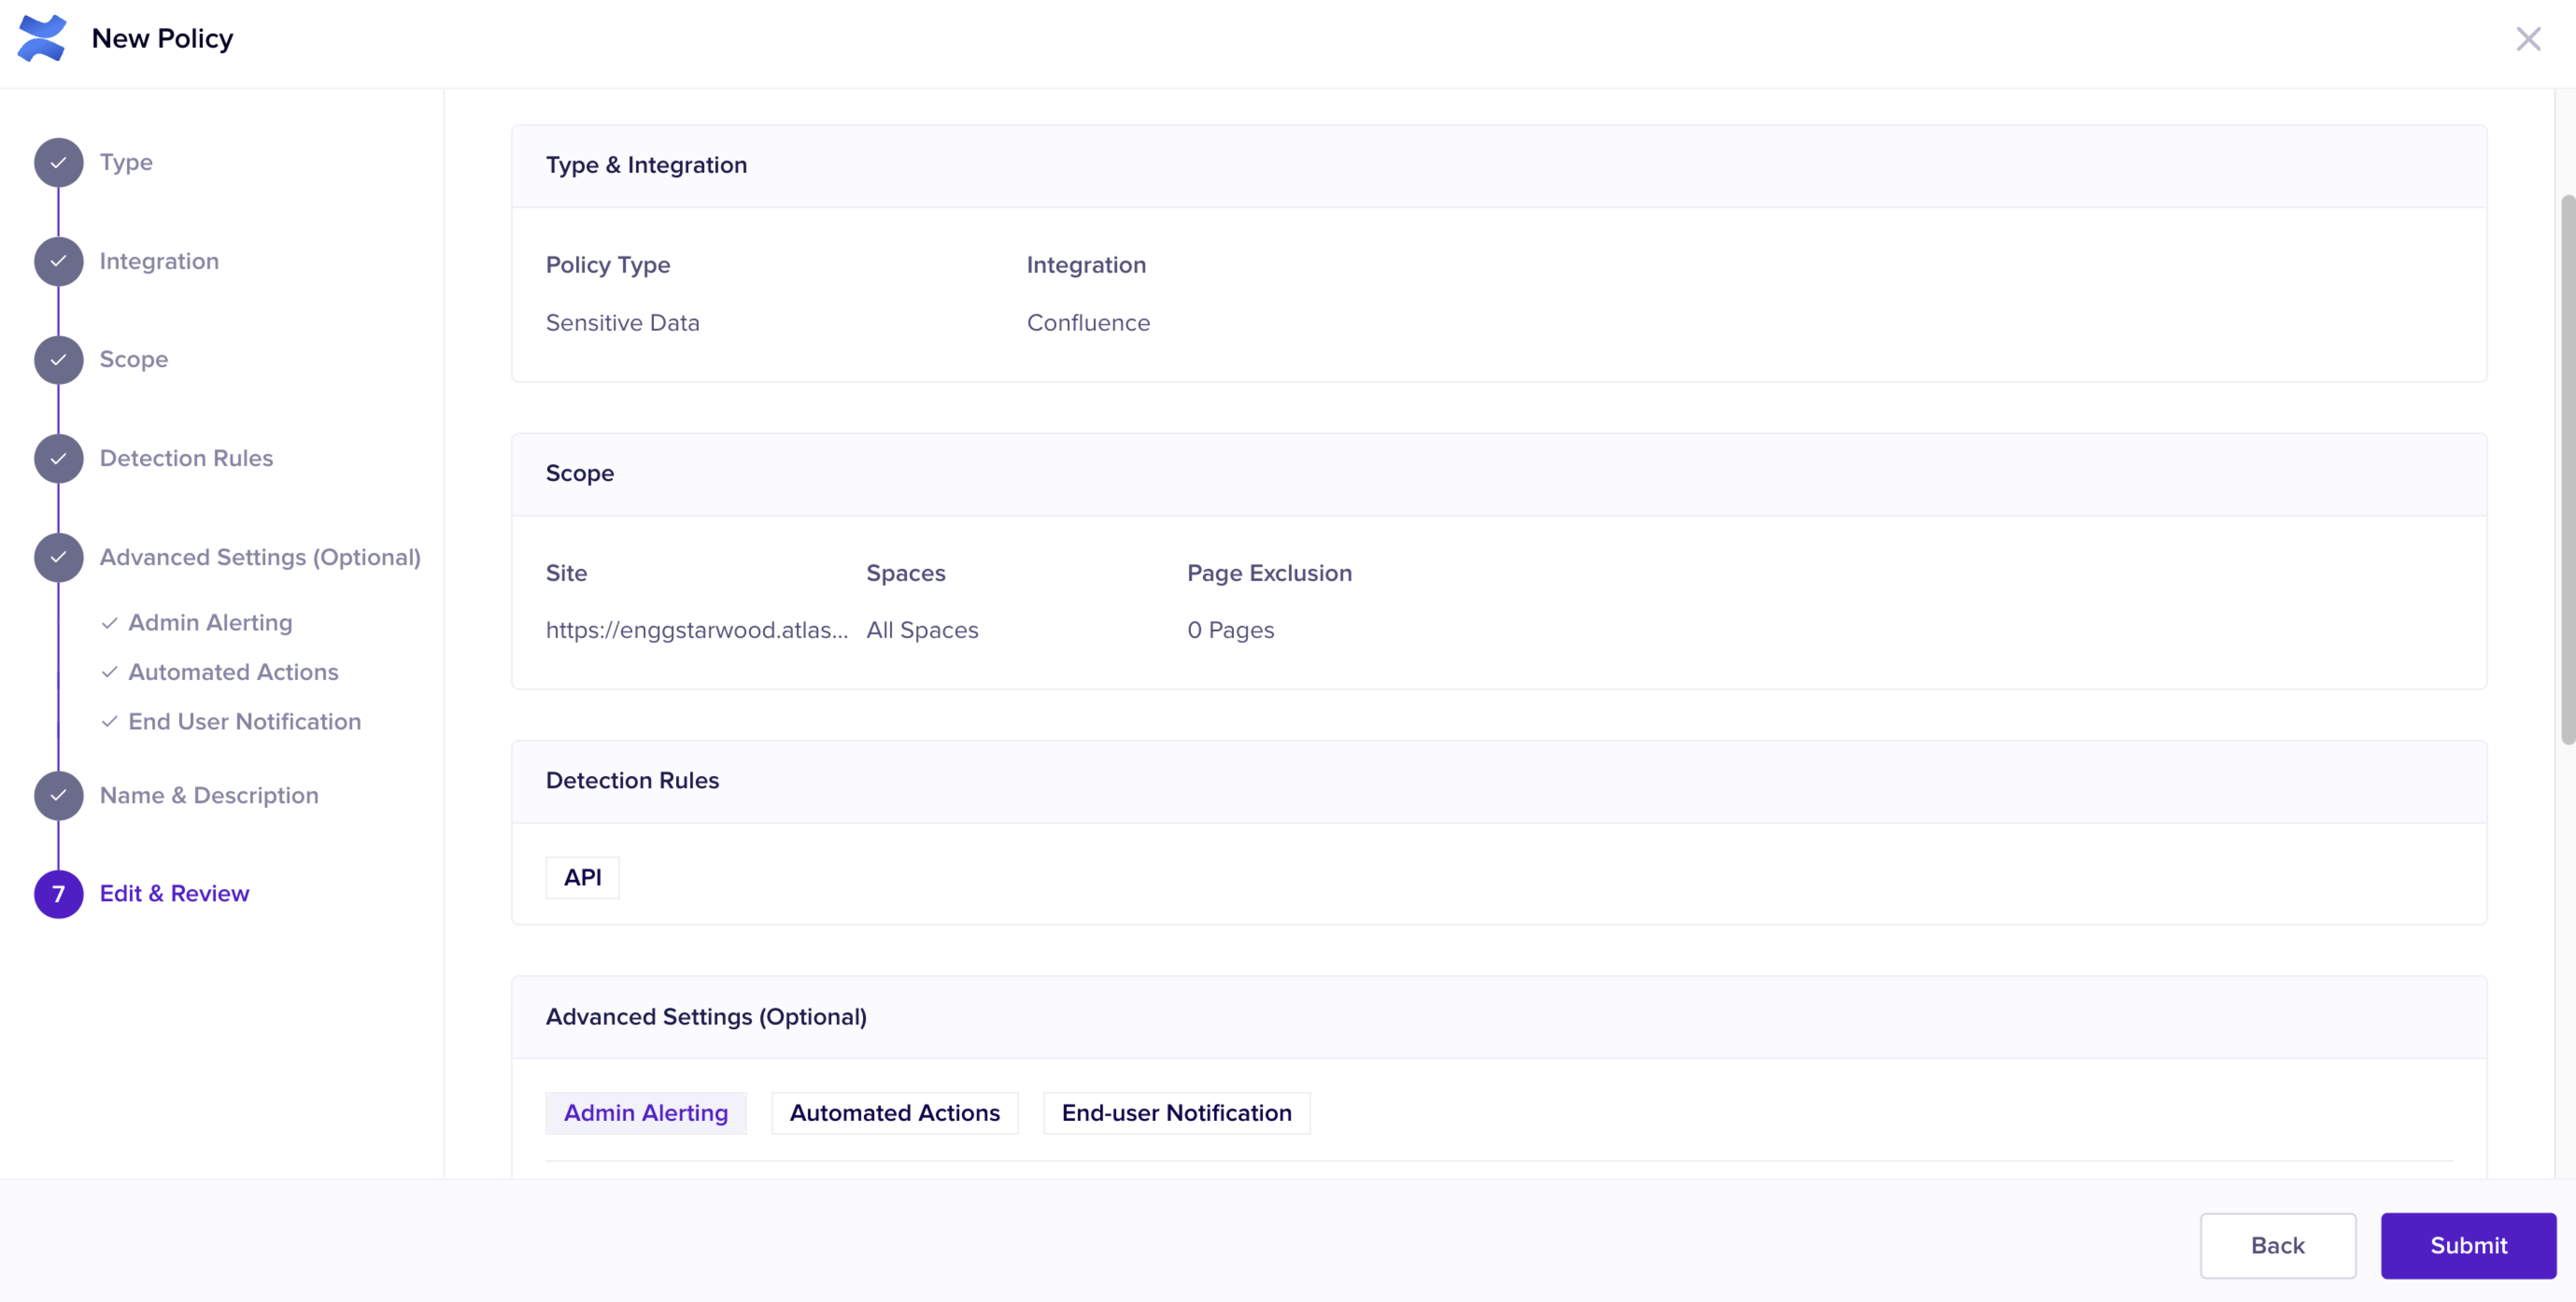 New Policy
Type
Integration
Scope
Detection Rules
Advanced Settings (Optional)
Admin Alerting
Automated Actions
End User Notification
Name & Description
7 Edit & Review
Type & Integration
Policy Type Integration
Sensitive Data Confluence
Scope
Site Spaces Page Exclusion
https://enggstarwood.atlas... All Spaces 0 Pages
Detection Rules
API
Advanced Settings (Optional)
Admin Alerting Automated Actions End-user Notification
Back Submit